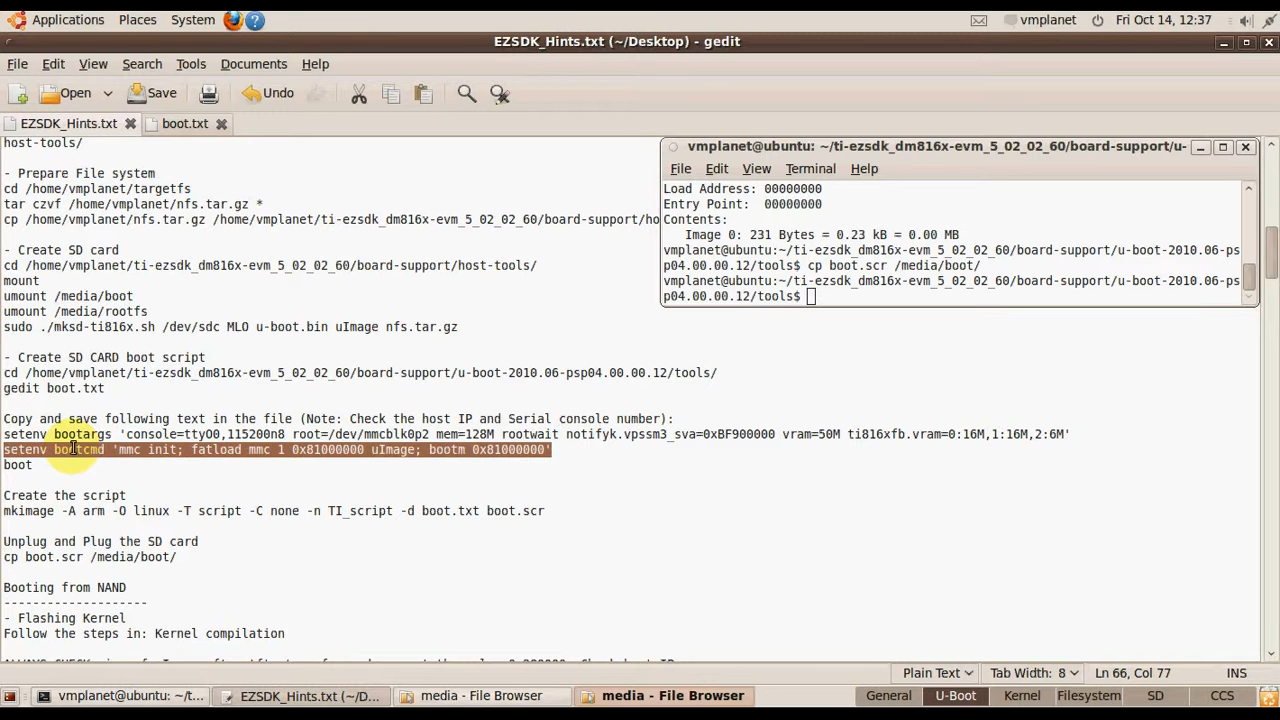 Applications Places System vmplanet Fri Oct 14, 12:37
EZSDK_Hints.txt (~/Desktop) - gedit
File Edit View Search Tools Documents Help
Open Save Undo
EZSDK_Hints.txt boot.txt
host-tools/
- Prepare File system
cd /home/vmplanet/targetfs
tar czvf /home/vmplanet/nfs.tar.gz *
cp /home/vmplanet/nfs.tar.gz /home/vmplanet/ti-ezsdk_dm816x-evm_5_02_02_60/board-support/ho
- Create SD card
cd /home/vmplanet/ti-ezsdk_dm816x-evm_5_02_02_60/board-support/host-tools/
mount
umount /media/boot
umount /media/rootfs
sudo ./mksd-ti816x.sh /dev/sdc MLO u-boot.bin uImage nfs.tar.gz
- Create SD CARD boot script
cd /home/vmplanet/ti-ezsdk_dm816x-evm_5_02_02_60/board-support/u-boot-2010.06-psp04.00.00.12/tools/
gedit boot.txt
Copy and save following text in the file (Note: Check the host IP and Serial console number):
setenv bootargs 'console=ttyO0,115200n8 root=/dev/mmcblk0p2 mem=128M rootwait notifyk.vpssm3_sva=0xBF900000 vram=50M ti816xfb.vram=0:16M,1:16M,2:6M'
setenv bootcmd 'mmc init; fatload mmc 1 0x81000000 uImage; bootm 0x81000000'
boot
Create the script
mkimage -A arm -O linux -T script -C none -n TI_script -d boot.txt boot.scr
Unplug and Plug the SD card
cp boot.scr /media/boot/
Booting from NAND
--------------------
- Flashing Kernel
Follow the steps in: Kernel compilation
vmplanet@ubuntu: ~/ti-ezsdk_dm816x-evm_5_02_02_60/board-support/u-
File Edit View Terminal Help
Load Address: 00000000
Entry Point:  00000000
Contents:
Image 0: 231 Bytes = 0.23 kB = 0.00 MB
vmplanet@ubuntu:~/ti-ezsdk_dm816x-evm_5_02_02_60/board-support/u-boot-2010.06-ps
p04.00.00.12/tools$ cp boot.scr /media/boot/
vmplanet@ubuntu:~/ti-ezsdk_dm816x-evm_5_02_02_60/board-support/u-boot-2010.06-ps
p04.00.00.12/tools$
Plain Text Tab Width: 8 Ln 66, Col 77 INS
vmplanet@ubuntu: ~/t... EZSDK_Hints.txt (~/D... media - File Browser media - File Browser General U-Boot Kernel Filesystem SD CCS